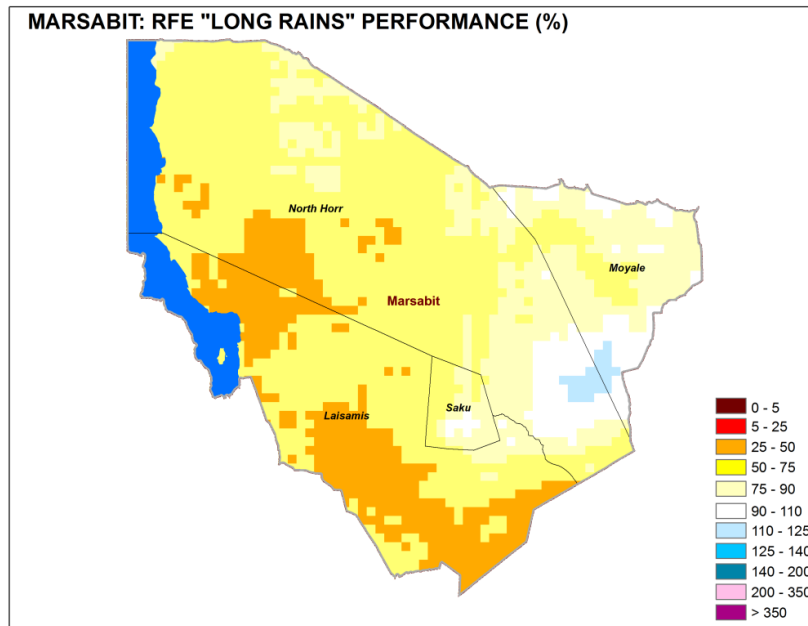 MARSABIT: RFE "LONG RAINS" PERFORMANCE (%)
North Horr
Moyale
Marsabit
Saku
Laisamis
0 - 5
5 - 25
25 - 50
50 - 75
75 - 90
90 - 110
110 - 125
125 - 140
140 - 200
200 - 350
> 350